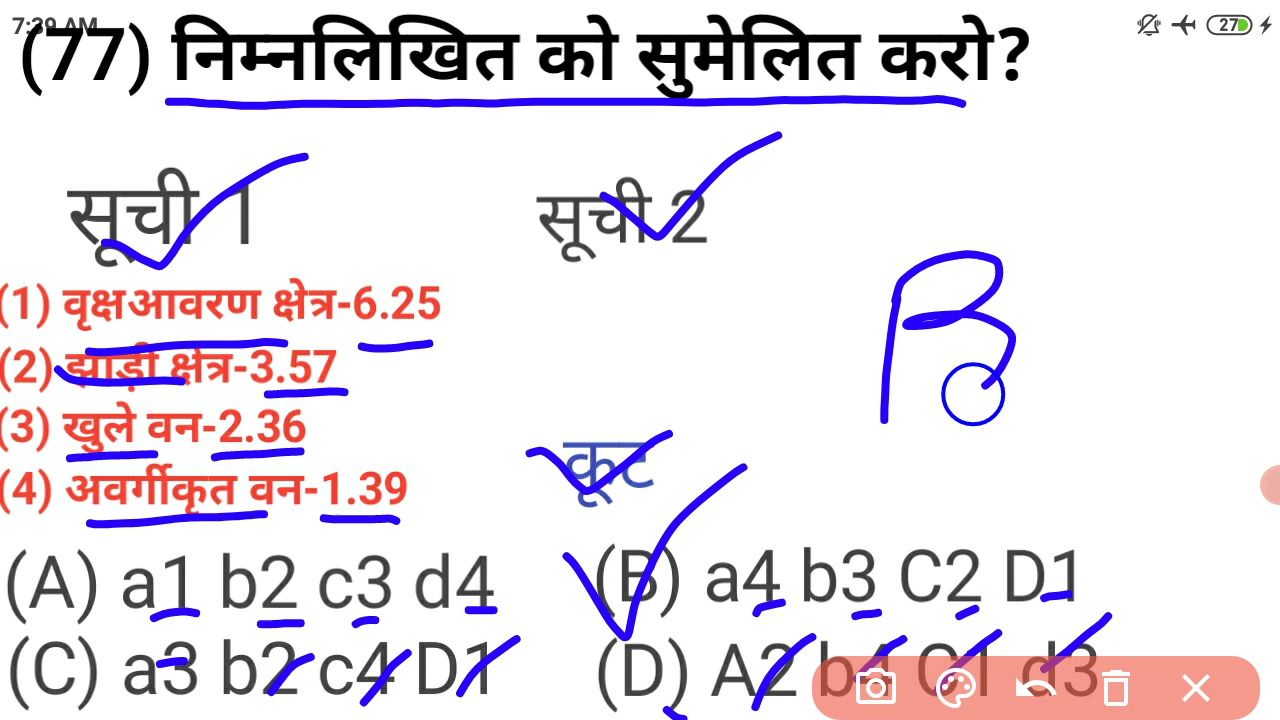 7:39 AM
27
(77) निम्नलिखित को सुमेलित करो?
सूची 1 सूची 2
(1) वृक्षआवरण क्षेत्र-6.25
(2) झाड़ी क्षेत्र-3.57
(3) खुले वन-2.36
(4) अवर्गीकृत वन-1.39
B
कूट
(A) a1 b2 c3 d4 (B) a4 b3 C2 D1
(C) a3 b2 c4 D1 (D) A2 b4 C1 d3